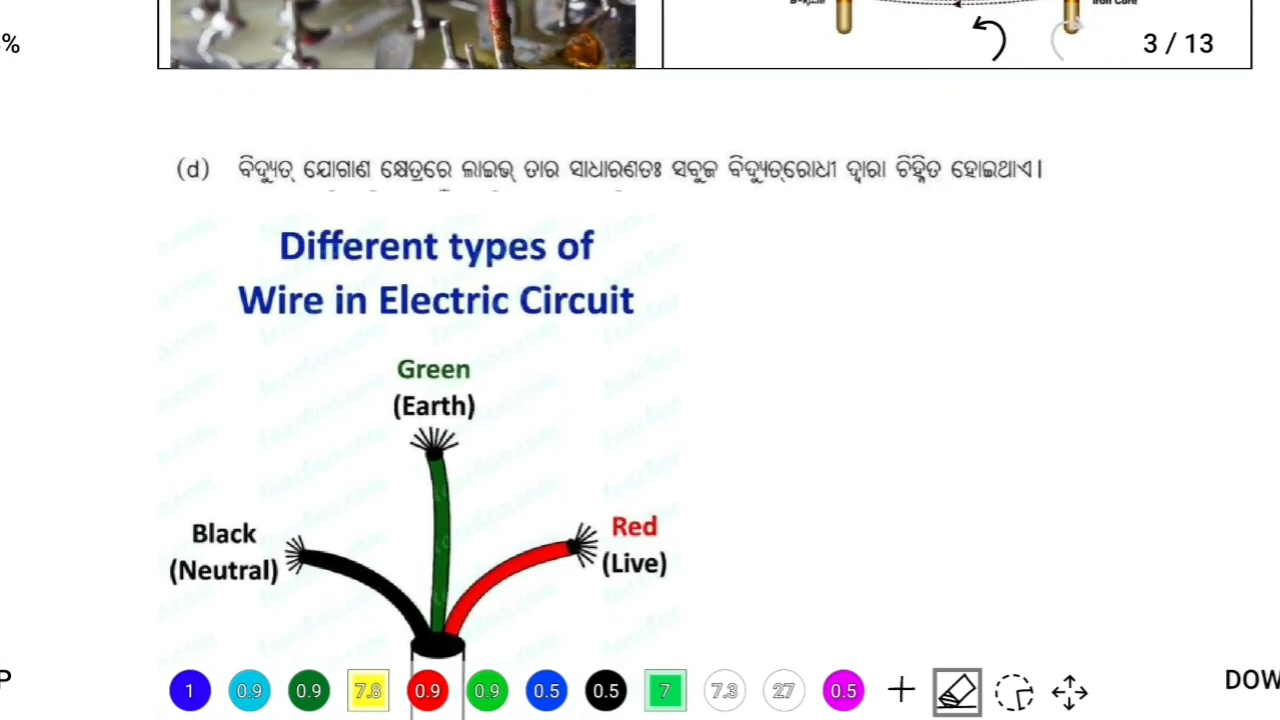 %
Iron Core
3 / 13
(d) ବିଦ୍ୟୁତ୍ ଯୋଗାଣ କ୍ଷେତ୍ରରେ ଲାଇଭ୍ ତାର ସାଧାରଣତଃ ସବୁଜ ବିଦ୍ୟୁତ୍‌ରୋଧୀ ଦ୍ୱାରା ଚିହ୍ନିତ ହୋଇଥାଏ।
Different types of
Wire in Electric Circuit
Green
(Earth)
Black
(Neutral)
Red
(Live)
P
1 0.9 0.9 7.8 0.9 0.9 0.5 0.5 7 7.3 27 0.5
DOW